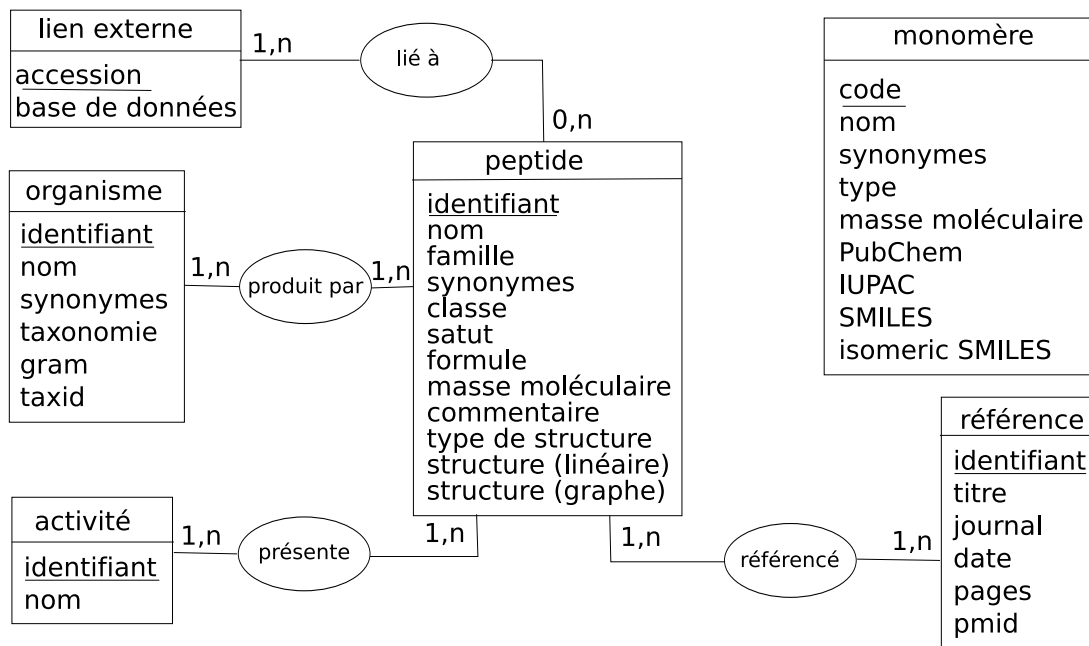 lien externe
accession
base de données
1,n
lié à
0,n
monomère
code
nom
synonymes
type
masse moléculaire
PubChem
IUPAC
SMILES
isomeric SMILES
organisme
identifiant
nom
synonymes
taxonomie
gram
taxid
1,n
produit par
1,n
peptide
identifiant
nom
famille
synonymes
classe
satut
formule
masse moléculaire
commentaire
type de structure
structure (linéaire)
structure (graphe)
activité
identifiant
nom
1,n
présente
1,n
1,n
référencé
1,n
référence
identifiant
titre
journal
date
pages
pmid